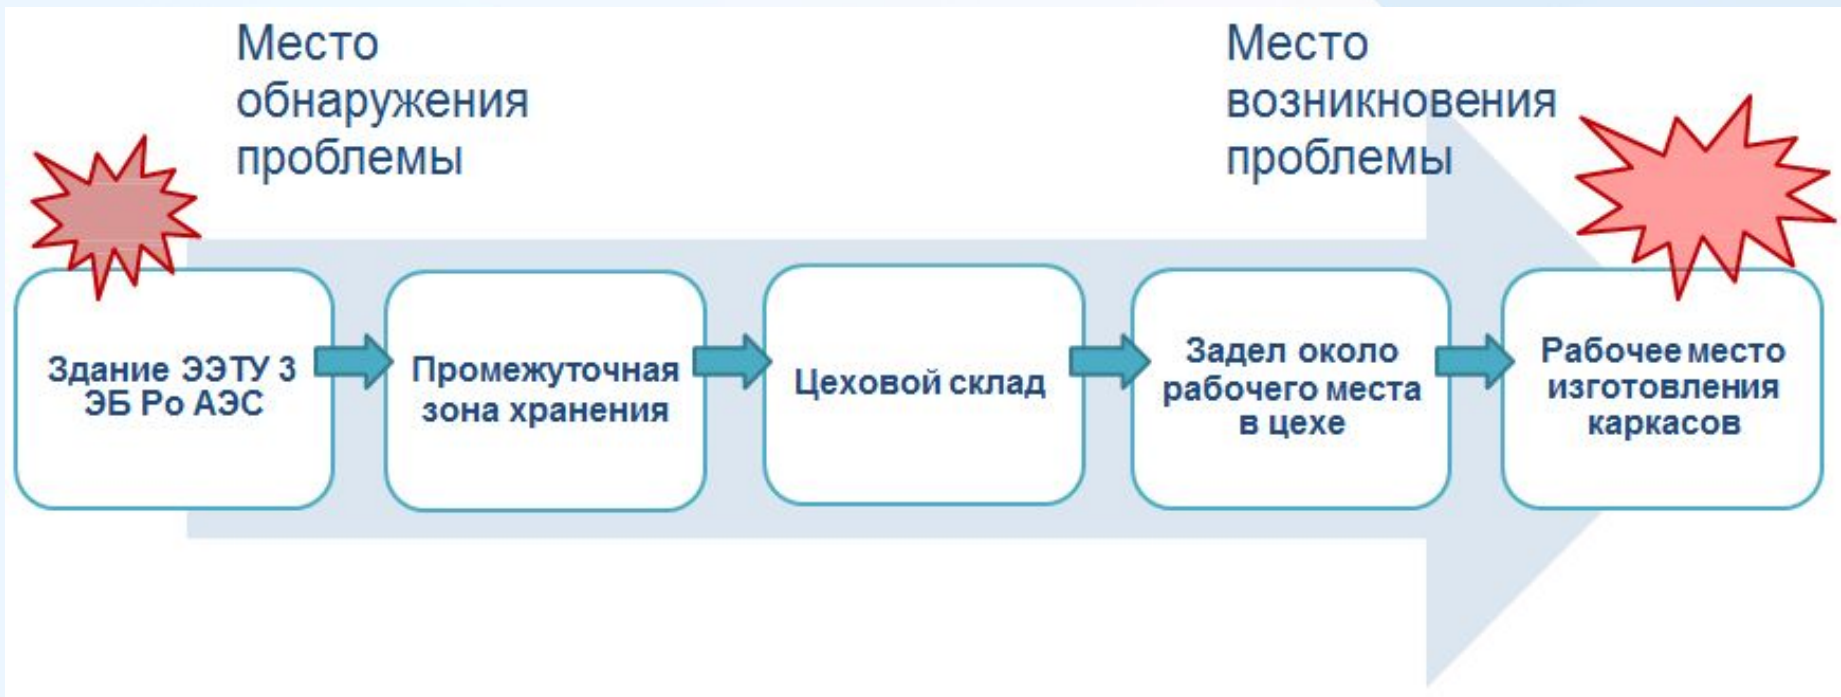 Место
обнаружения
проблемы
Место
возникновения
проблемы
Здание ЭЭТУ 3
ЭБ Ро АЭС
Промежуточная
зона хранения
Цеховой склад
Задел около
рабочего места
в цехе
Рабочее место
изготовления
каркасов